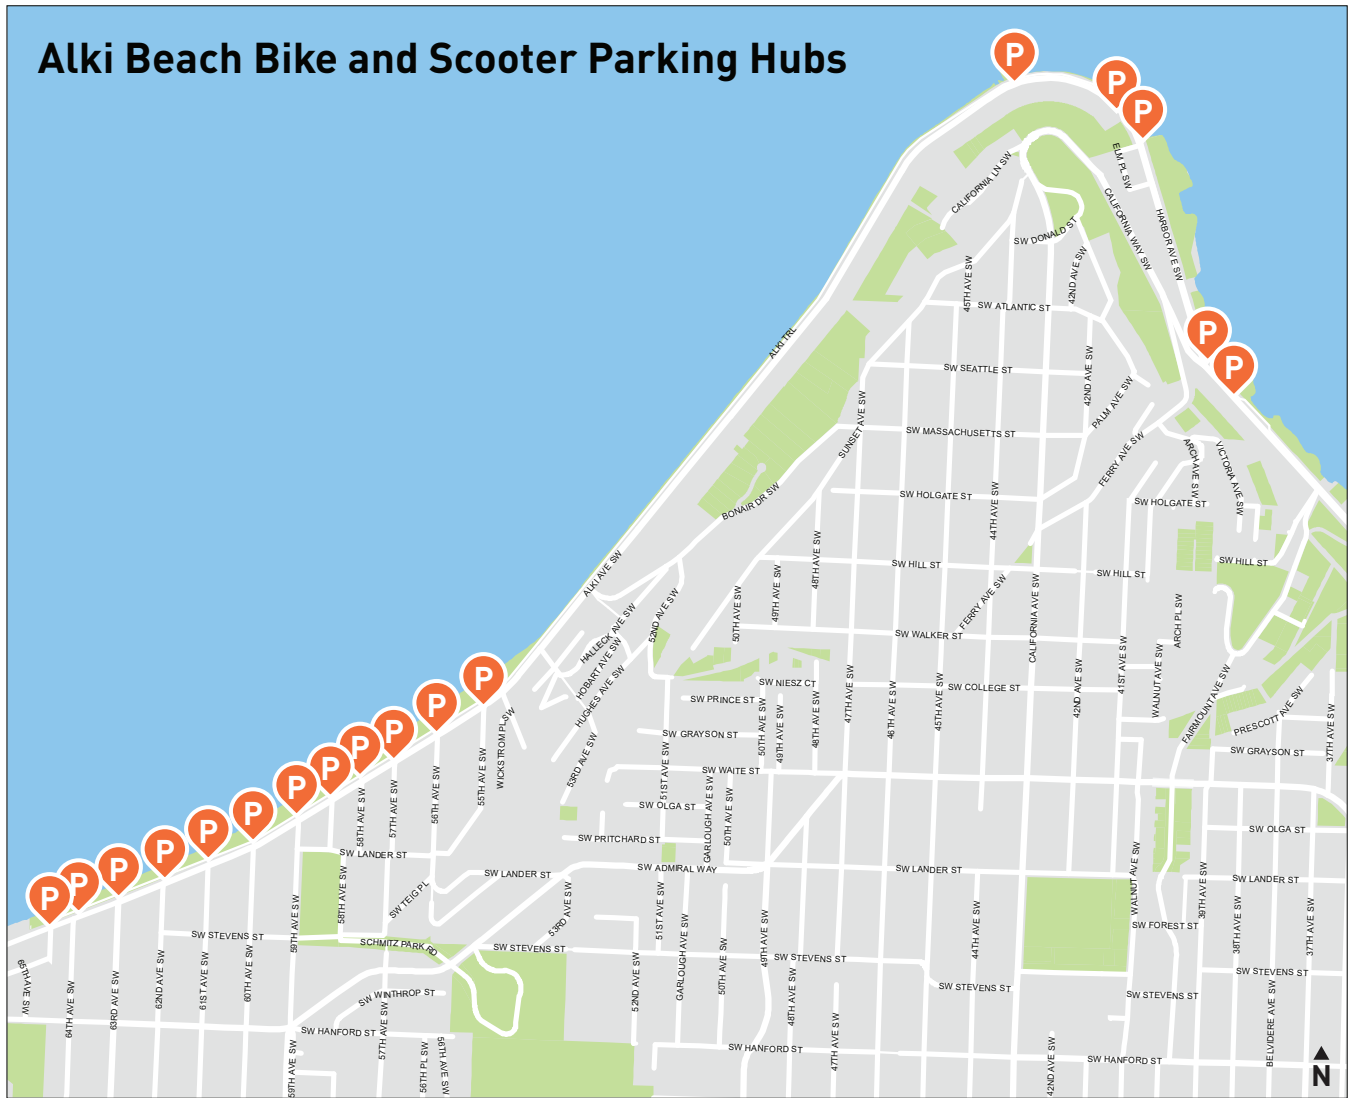 Alki Beach Bike and Scooter Parking Hubs
P
P
P
ELM PL SW
CALIFORNIA LN SW
CALIFORNIA WAY SW
HARBOR AVE SW
SW DONALD ST
45TH AVE SW
42ND AVE SW
SW ATLANTIC ST
ALKI TRL
P
P
SW SEATTLE ST
42ND AVE SW
PALM AVE SW
SUNSET AVE SW
SW MASSACHUSETTS ST
FERRY AVE SW
ARCH AVE SW
VICTORIA AVE SW
BONAIR DR SW
SW HOLGATE ST
44TH AVE SW
SW HOLGATE ST
ALKI AVE SW
48TH AVE SW
SW HILL ST
SW HILL ST
SW HILL ST
52ND AVE SW
50TH AVE SW
49TH AVE SW
FERRY AVE SW
CALIFORNIA AVE SW
HALLECK AVE SW
HOBART AVE SW
HUGHES AVE SW
SW WALKER ST
ARCH PL SW
P
P
P
P
P
P
P
P
P
P
P
P
P
SW NIESZ CT
SW PRINCE ST
SW COLLEGE ST
41ST AVE SW
WALNUT AVE SW
FAIRMOUNT AVE SW
PRESCOTT AVE SW
37TH AVE SW
47TH AVE SW
46TH AVE SW
45TH AVE SW
42ND AVE SW
50TH AVE SW
49TH AVE SW
48TH AVE SW
SW GRAYSON ST
SW GRAYSON ST
WICKSTROM PL SW
53RD AVE SW
51ST AVE SW
55TH AVE SW
56TH AVE SW
57TH AVE SW
58TH AVE SW
SW WAITE ST
SW OLGA ST
GARLOUGH AVE SW
50TH AVE SW
SW OLGA ST
SW PRITCHARD ST
SW LANDER ST
SW LANDER ST
SW ADMIRAL WAY
SW LANDER ST
SW LANDER ST
WALNUT AVE SW
39TH AVE SW
SW TEIG PL
58TH AVE SW
59TH AVE SW
53RD AVE SW
51ST AVE SW
GARLOUGH AVE SW
50TH AVE SW
49TH AVE SW
44TH AVE SW
SW FOREST ST
38TH AVE SW
37TH AVE SW
SW STEVENS ST
SCHMITZ PARK RD
SW STEVENS ST
SW STEVENS ST
SW STEVENS ST
SW STEVENS ST
SW STEVENS ST
65TH AVE SW
64TH AVE SW
63RD AVE SW
62ND AVE SW
61ST AVE SW
60TH AVE SW
SW WINTHROP ST
52ND AVE SW
48TH AVE SW
BELVIDERE AVE SW
SW HANFORD ST
57TH AVE SW
56TH PL SW
56TH AVE SW
59TH AVE SW
SW HANFORD ST
47TH AVE SW
42ND AVE SW
SW HANFORD ST
N